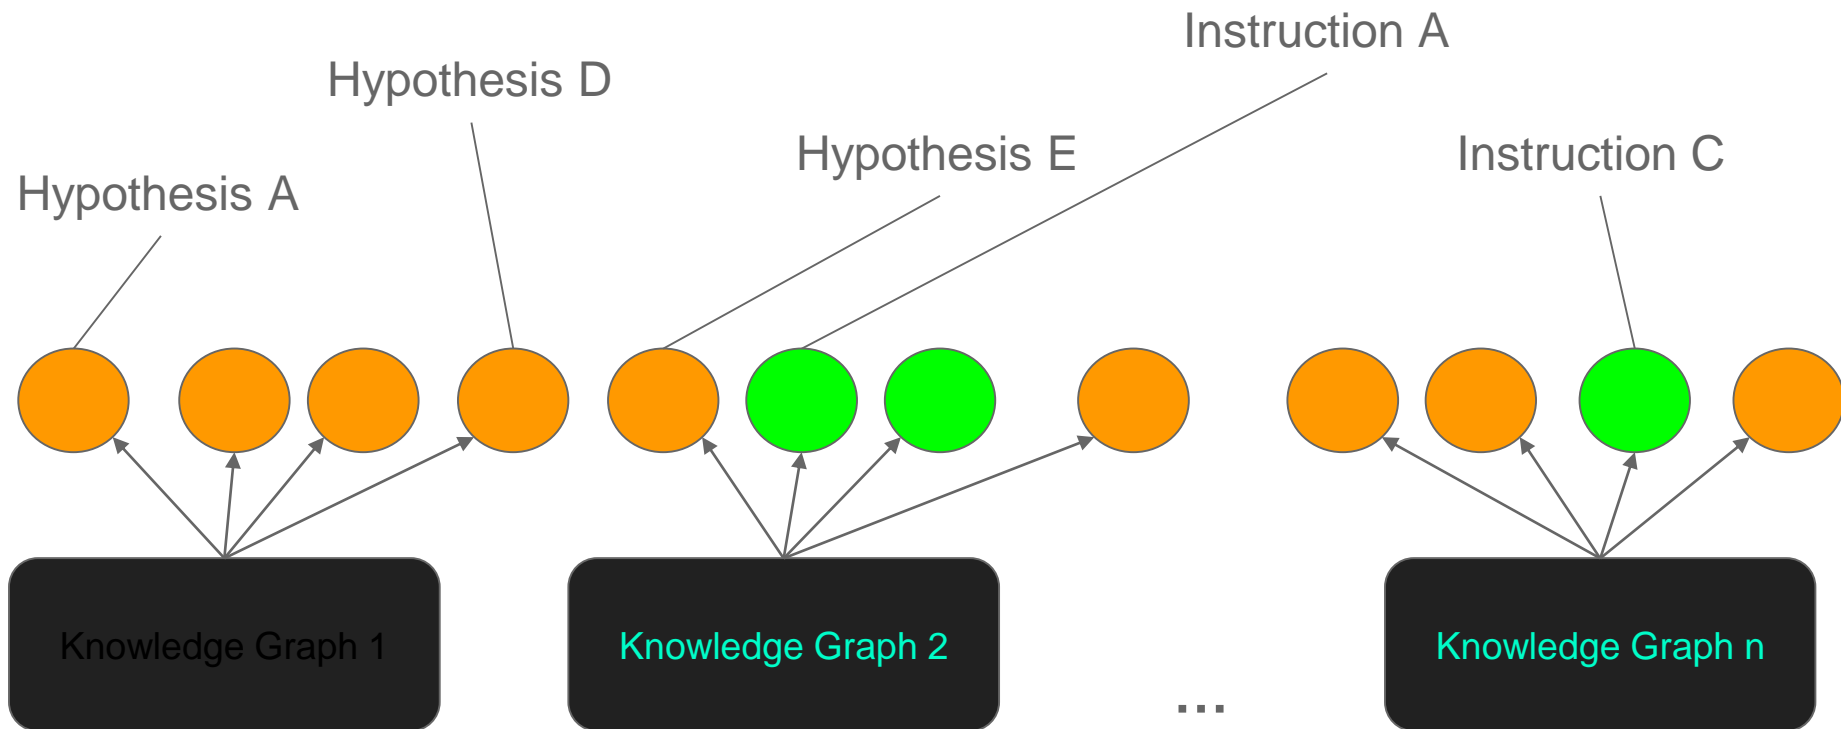 Instruction A
Hypothesis D
Hypothesis E
Instruction C
Hypothesis A
Knowledge Graph 1
Knowledge Graph 2
...
Knowledge Graph n